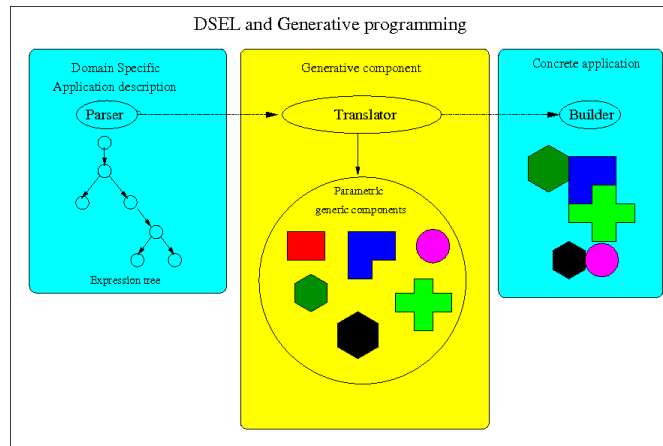 DSEL and Generative programming
Domain Specific
Application description
Parser
Expression tree
Generative component
Translator
Parametric
generic components
Concrete application
Builder